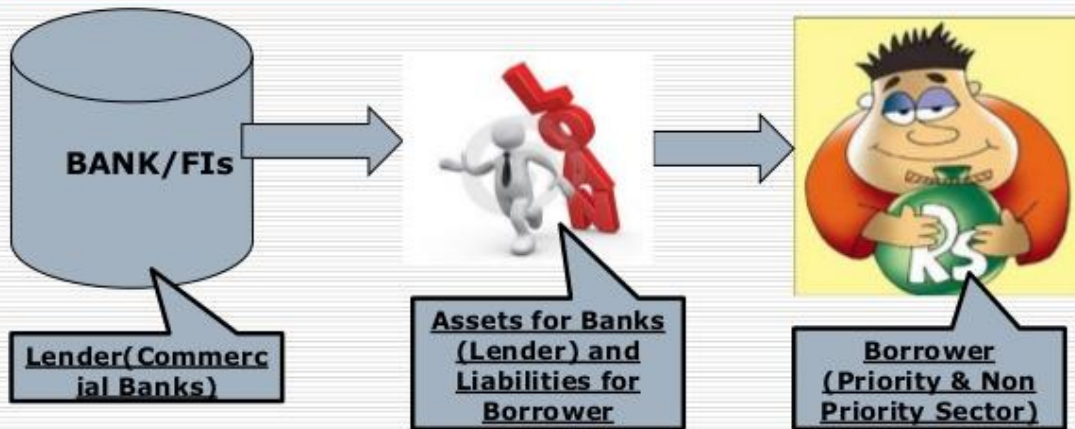 BANK/FIs
LOAN
Rs
Lender(Commerc
ial Banks)
Assets for Banks
(Lender) and
Liabilities for
Borrower
Borrower
(Priority & Non
Priority Sector)